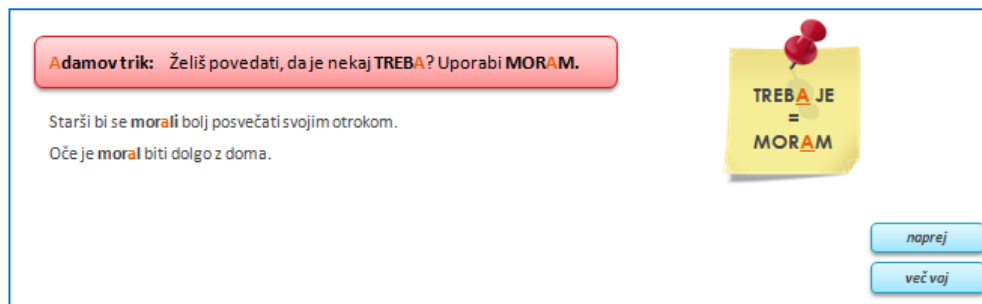 Adamov trik: Želiš povedati, da je nekaj TREBA? Uporabi MORAM.
Starši bi se morali bolj posvečati svojim otrokom.
Oče je moral biti dolgo z doma.
TREBA JE
=
MORAM
naprej
več vaj